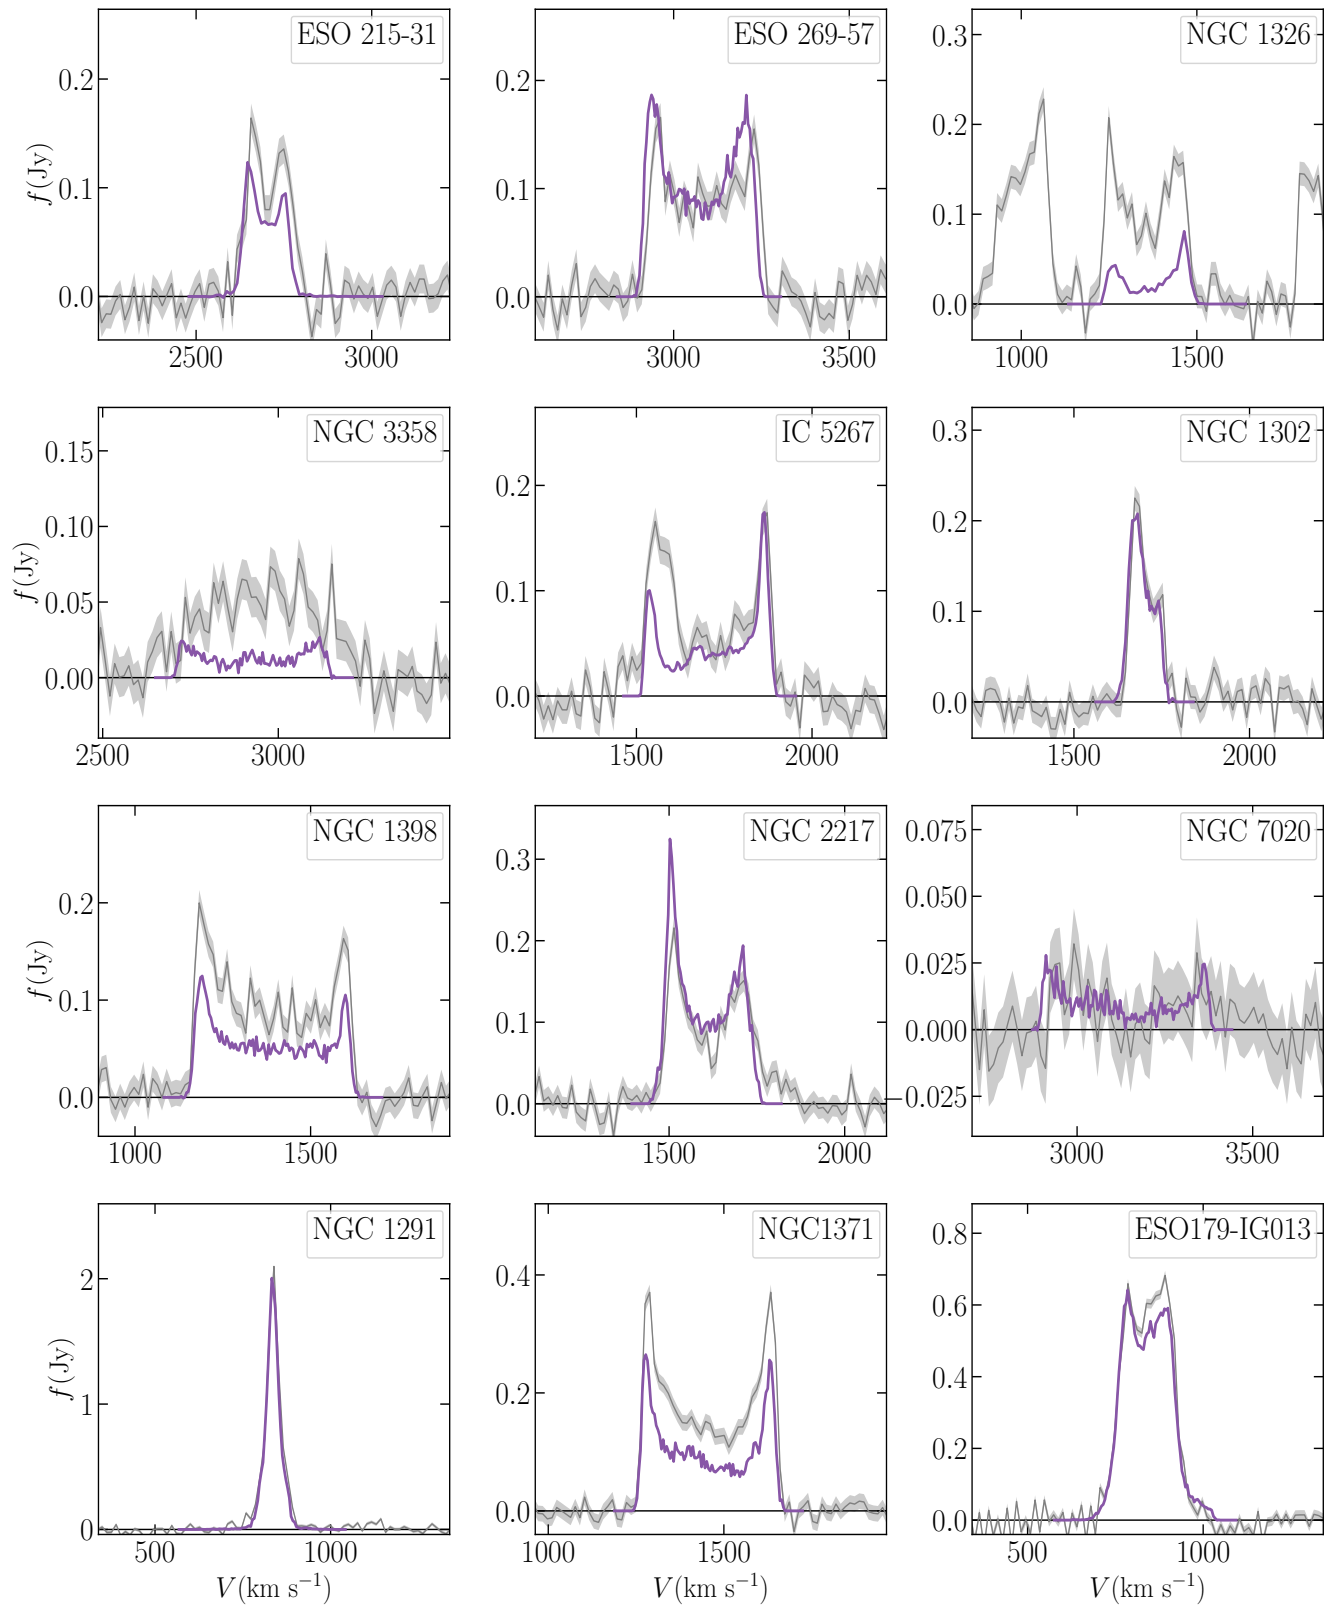 ESO 215-31
0.2
0.1
0.0
f(Jy)
2500 3000
ESO 269-57
0.2
0.1
0.0
3000 3500
NGC 1326
0.3
0.2
0.1
0.0
1000 1500
NGC 3358
0.15
0.10
0.05
0.00
f(Jy)
2500 3000
IC 5267
0.2
0.1
0.0
1500 2000
NGC 1302
0.3
0.2
0.1
0.0
1500 2000
NGC 1398
0.2
0.1
0.0
f(Jy)
1000 1500
NGC 2217
0.3
0.2
0.1
0.0
1500 2000
NGC 7020
0.075
0.050
0.025
0.000
−0.025
3000 3500
NGC 1291
2
1
0
f(Jy)
500 1000
V(km s⁻¹)
NGC1371
0.4
0.2
0.0
1000 1500
V(km s⁻¹)
ESO179-IG013
0.8
0.6
0.4
0.2
0.0
500 1000
V(km s⁻¹)